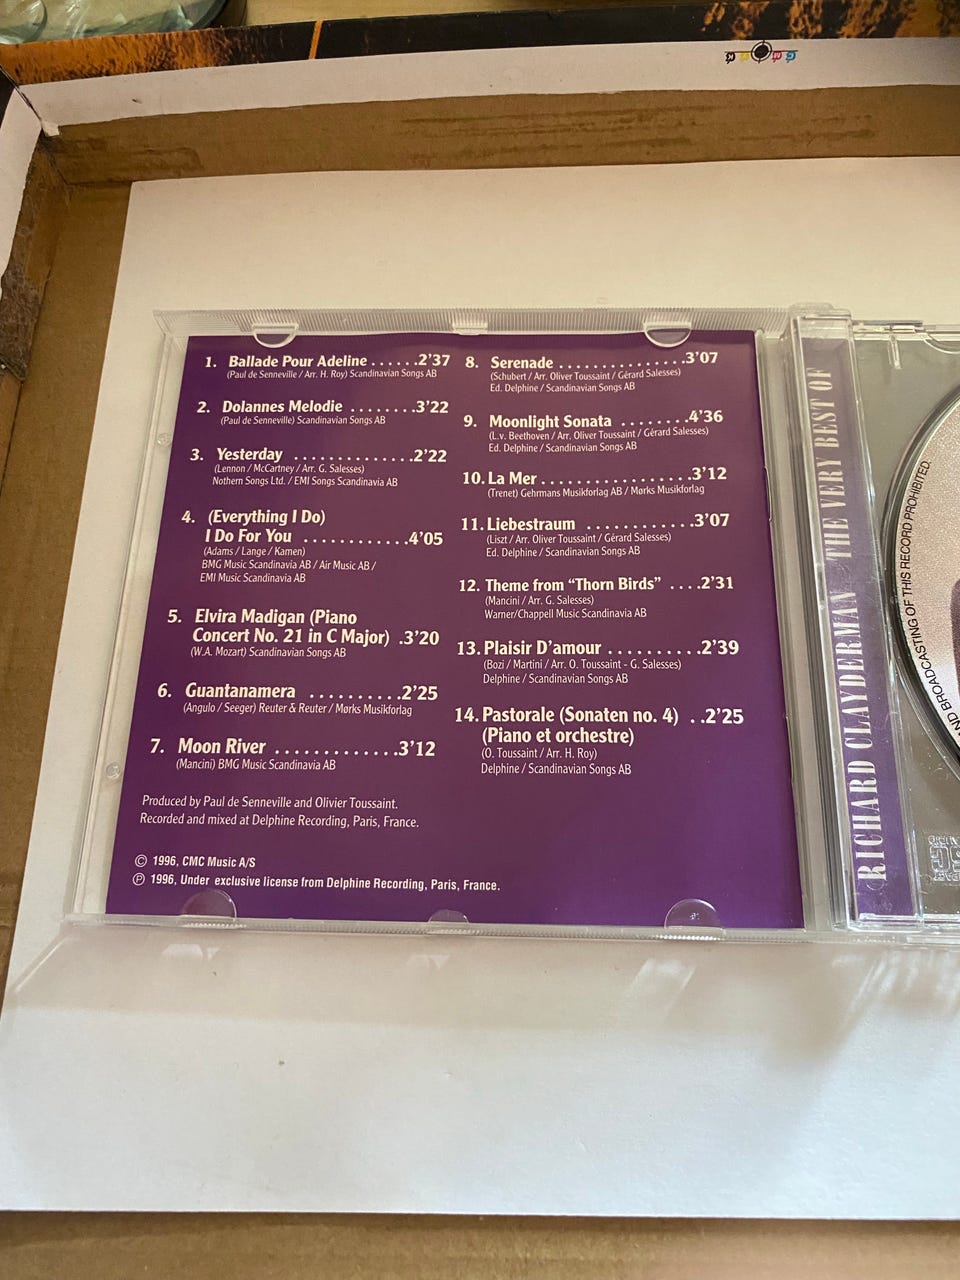 1. Ballade Pour Adeline ......2'37
(Paul de Senneville / Arr. H. Roy) Scandinavian Songs AB
2. Dolannes Melodie ........3'22
(Paul de Senneville) Scandinavian Songs AB
3. Yesterday ..............2'22
(Lennon / McCartney / Arr. G. Salesses)
Nothern Songs Ltd. / EMI Songs Scandinavia AB
4. (Everything I Do)
I Do For You ............4'05
(Adams / Lange / Kamen)
BMG Music Scandinavia AB / Air Music AB /
EMI Music Scandinavia AB
5. Elvira Madigan (Piano
Concert No. 21 in C Major) .3'20
(W.A. Mozart) Scandinavian Songs AB
6. Guantanamera ..........2'25
(Angulo / Seeger) Reuter & Reuter / Mørks Musikforlag
7. Moon River .............3'12
(Mancini) BMG Music Scandinavia AB
8. Serenade ..............3'07
(Schubert / Arr. Oliver Toussaint / Gérard Salesses)
Ed. Delphine / Scandinavian Songs AB
9. Moonlight Sonata ........4'36
(L.v. Beethoven / Arr. Oliver Toussaint / Gérard Salesses)
Ed. Delphine / Scandinavian Songs AB
10. La Mer .................3'12
(Trenet) Gehrmans Musikforlag AB / Mørks Musikforlag
11. Liebestraum ............3'07
(Liszt / Arr. Oliver Toussaint / Gérard Salesses)
Ed. Delphine / Scandinavian Songs AB
12. Theme from "Thorn Birds" ....2'31
(Mancini / Arr. G. Salesses)
Warner/Chappell Music Scandinavia AB
13. Plaisir D'amour ..........2'39
(Bozi / Martini / Arr. O. Toussaint - G. Salesses)
Delphine / Scandinavian Songs AB
14. Pastorale (Sonaten no. 4) ..2'25
(Piano et orchestre)
(O. Toussaint / Arr. H. Roy)
Delphine / Scandinavian Songs AB
Produced by Paul de Senneville and Olivier Toussaint.
Recorded and mixed at Delphine Recording, Paris, France.
© 1996, CMC Music A/S
℗ 1996, Under exclusive license from Delphine Recording, Paris, France.
RICHARD CLAYDERMAN THE VERY BEST OF
AND BROADCASTING OF THIS RECORD PROHIBITED.